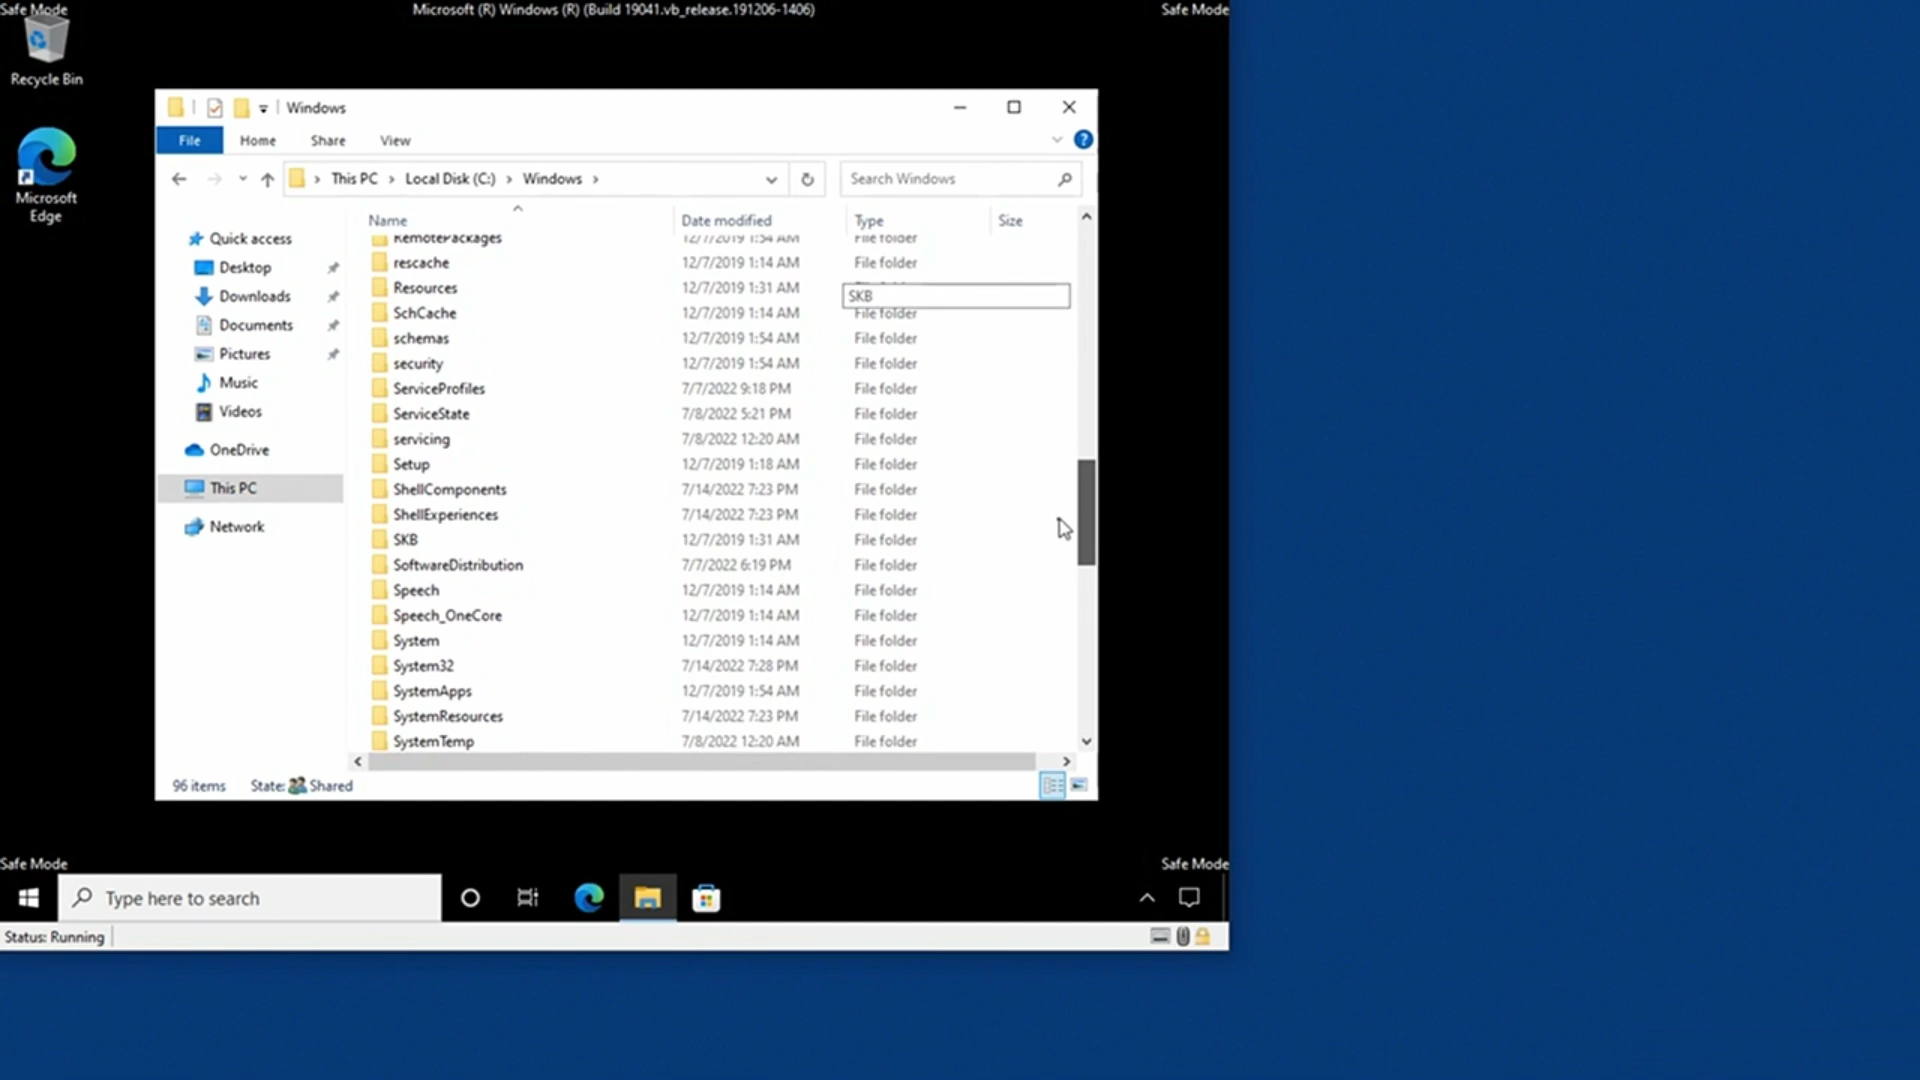 Safe Mode
Microsoft (R) Windows (R) (Build 19041.vb_release.191206-1406)
Safe Mode
Recycle Bin
Microsoft
Edge
Windows
File Home Share View
This PC > Local Disk (C:) > Windows >
Search Windows
Name Date modified Type Size
RemotePackages 12/7/2019 1:54 AM File folder
rescache 12/7/2019 1:14 AM File folder
Resources 12/7/2019 1:31 AM
SKB
SchCache 12/7/2019 1:14 AM File folder
schemas 12/7/2019 1:54 AM File folder
security 12/7/2019 1:54 AM File folder
ServiceProfiles 7/7/2022 9:18 PM File folder
ServiceState 7/8/2022 5:21 PM File folder
servicing 7/8/2022 12:20 AM File folder
Setup 12/7/2019 1:18 AM File folder
ShellComponents 7/14/2022 7:23 PM File folder
ShellExperiences 7/14/2022 7:23 PM File folder
SKB 12/7/2019 1:31 AM File folder
SoftwareDistribution 7/7/2022 6:19 PM File folder
Speech 12/7/2019 1:14 AM File folder
Speech_OneCore 12/7/2019 1:14 AM File folder
System 12/7/2019 1:14 AM File folder
System32 7/14/2022 7:28 PM File folder
SystemApps 12/7/2019 1:54 AM File folder
SystemResources 7/14/2022 7:23 PM File folder
SystemTemp 7/8/2022 12:20 AM File folder
Quick access
Desktop
Downloads
Documents
Pictures
Music
Videos
OneDrive
This PC
Network
96 items State: Shared
Safe Mode
Safe Mode
Type here to search
Status: Running